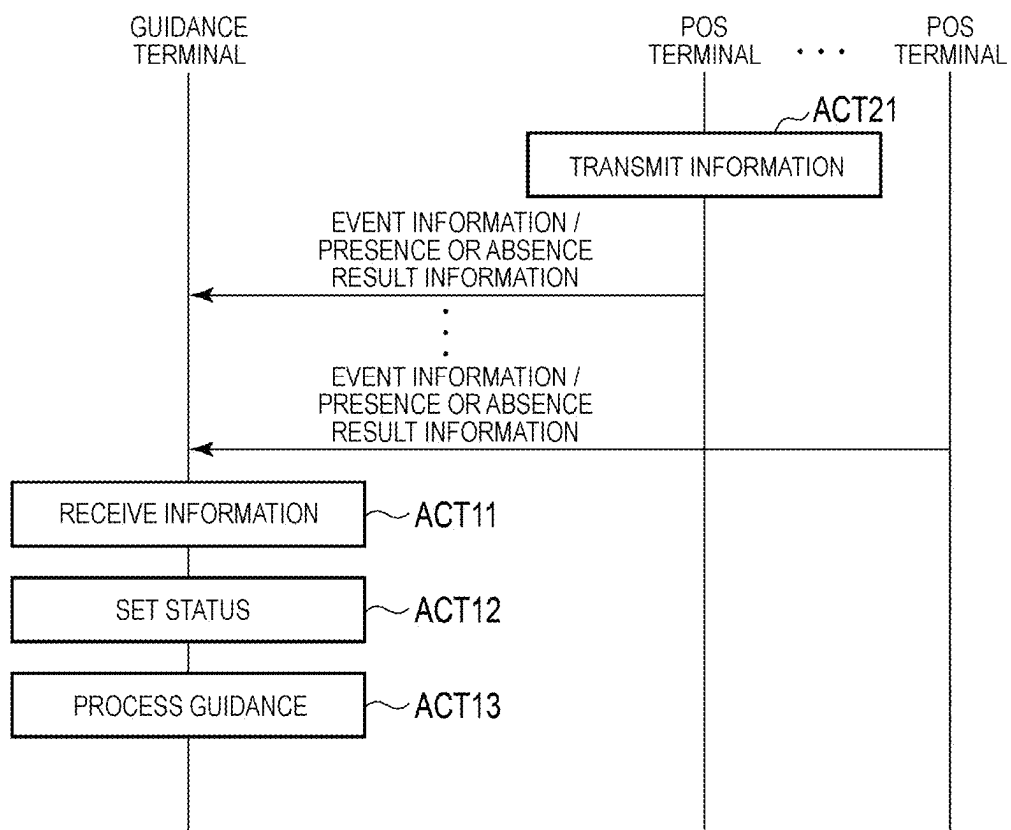 GUIDANCE
TERMINAL
POS
TERMINAL
. . .
POS
TERMINAL
ACT21
TRANSMIT INFORMATION
EVENT INFORMATION /
PRESENCE OR ABSENCE
RESULT INFORMATION
EVENT INFORMATION /
PRESENCE OR ABSENCE
RESULT INFORMATION
RECEIVE INFORMATION
ACT11
SET STATUS
ACT12
PROCESS GUIDANCE
ACT13